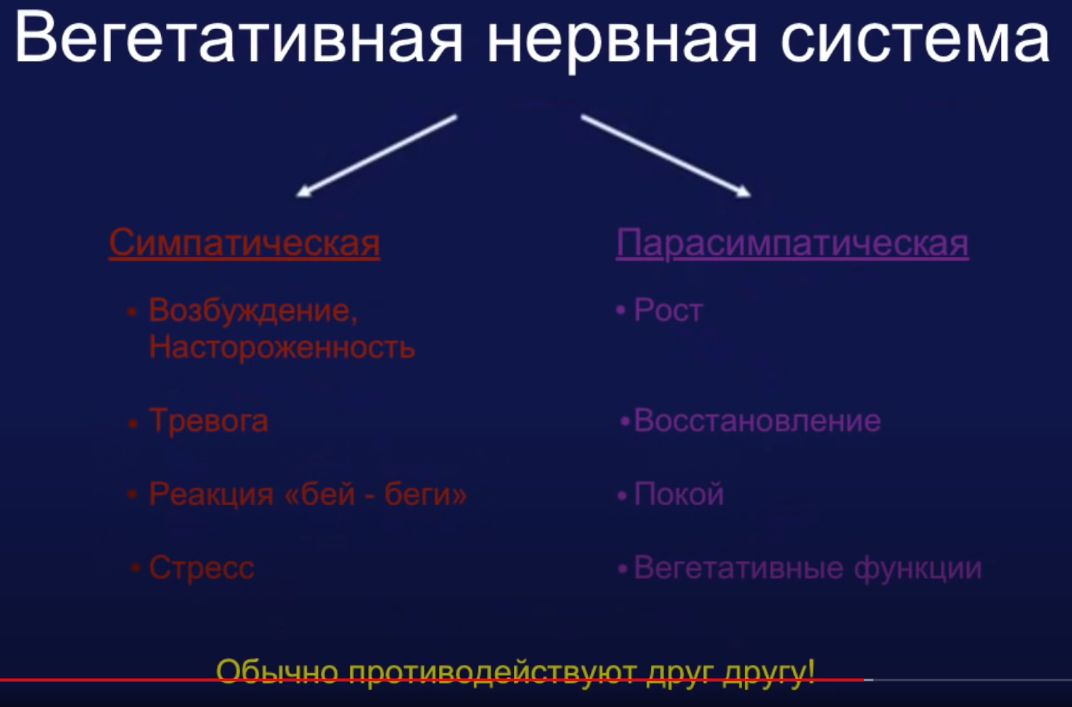 Вегетативная нервная система
Симпатическая
• Возбуждение,
Настороженность
• Тревога
• Реакция «бей - беги»
• Стресс
Парасимпатическая
• Рост
•Восстановление
• Покой
• Вегетативные функции
Обычно противодействуют друг другу!